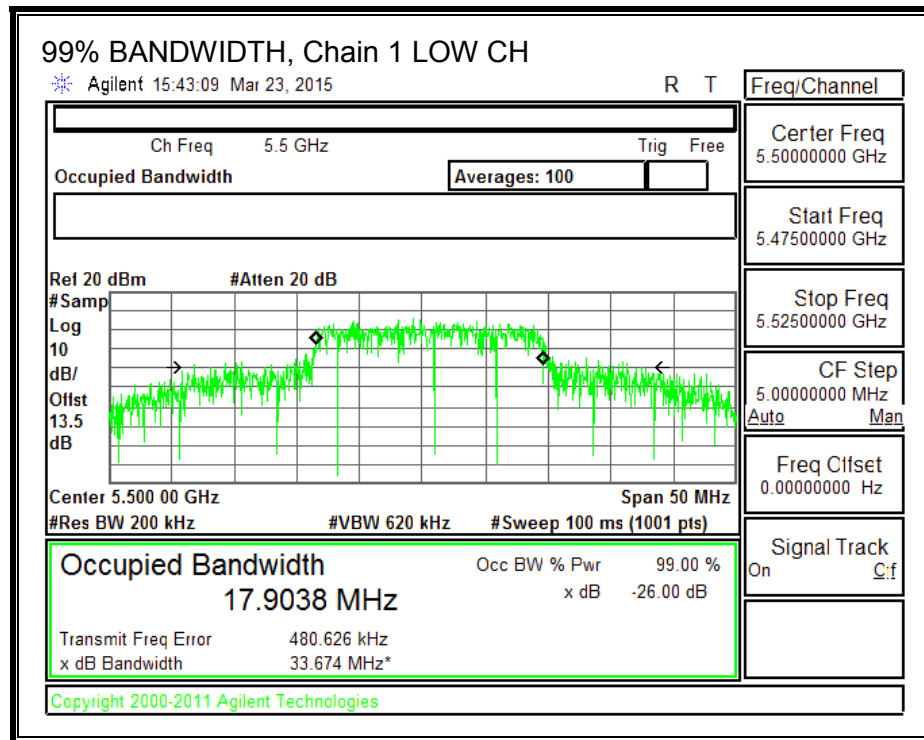 99% BANDWIDTH, Chain 1 LOW CH
Agilent 15:43:09 Mar 23, 2015 R T
Freq/Channel
Ch Freq 5.5 GHz Trig Free
Occupied Bandwidth Averages: 100
Center Freq
5.50000000 GHz
Start Freq
5.47500000 GHz
Stop Freq
5.52500000 GHz
CF Step
5.00000000 MHz
Auto Man
Freq Offset
0.00000000 Hz
Signal Track
On Off
Ref 20 dBm #Atten 20 dB
#Samp
Log
10
dB/
Offst
13.5
dB
Center 5.500 00 GHz Span 50 MHz
#Res BW 200 kHz #VBW 620 kHz #Sweep 100 ms (1001 pts)
Occupied Bandwidth
17.9038 MHz
Occ BW % Pwr 99.00 %
x dB -26.00 dB
Transmit Freq Error 480.626 kHz
x dB Bandwidth 33.674 MHz*
Copyright 2000-2011 Agilent Technologies